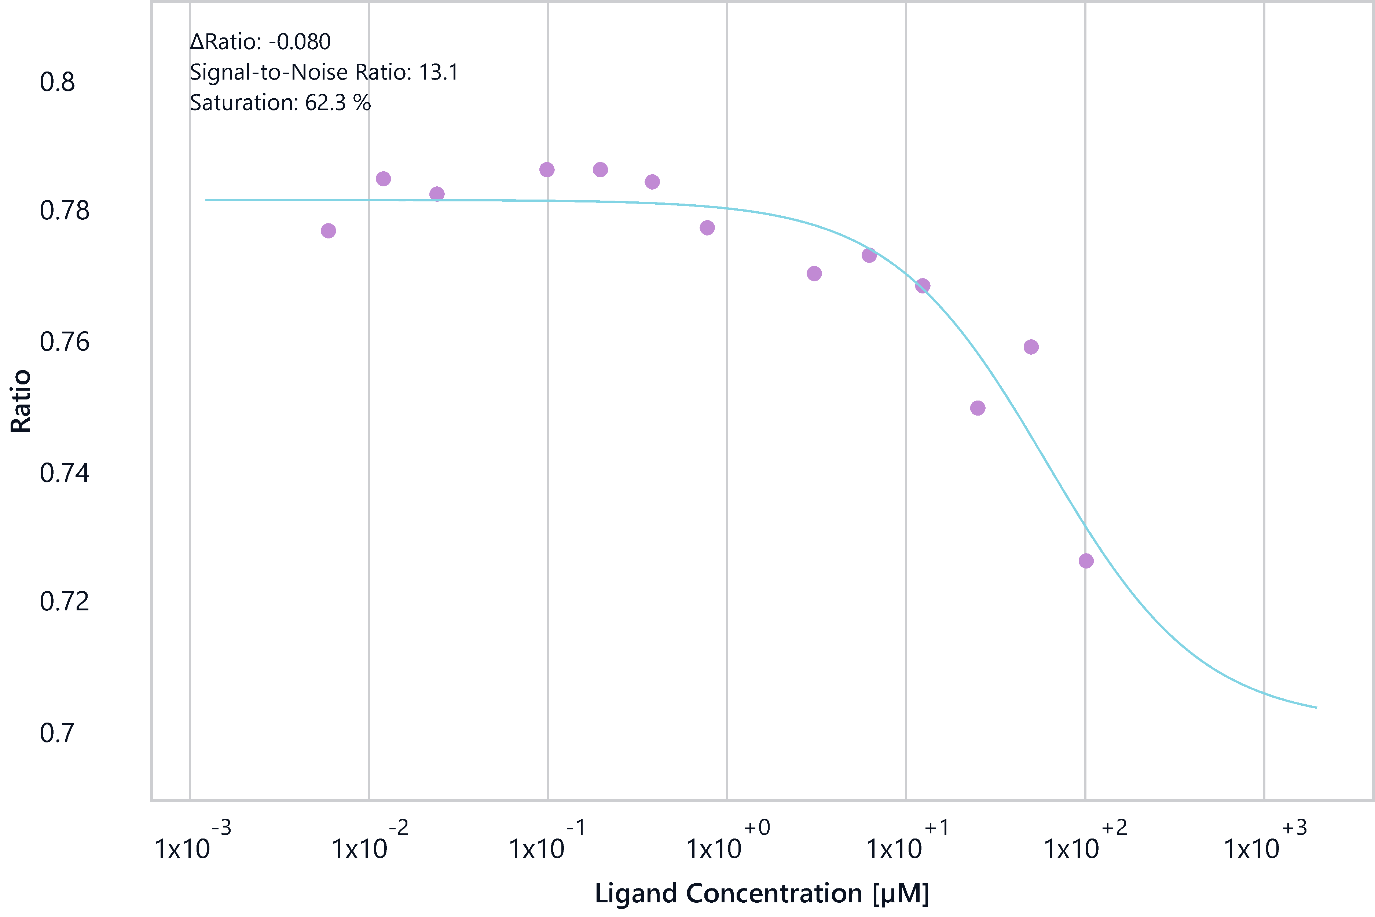 ΔRatio: -0.080
Signal-to-Noise Ratio: 13.1
Saturation: 62.3 %
0.8
0.78
0.76
0.74
0.72
0.7
Ratio
1x10⁻³ 1x10⁻² 1x10⁻¹ 1x10⁺⁰ 1x10⁺¹ 1x10⁺² 1x10⁺³
Ligand Concentration [µM]